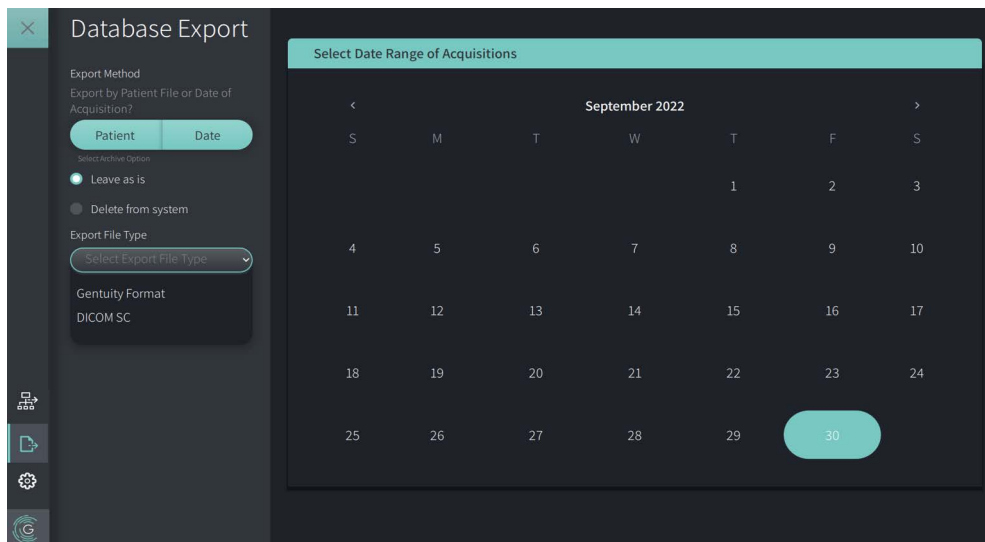 Database Export
Export Method
Export by Patient File or Date of
Acquisition?
Patient Date
Select Archive Option
Leave as is
Delete from system
Export File Type
Select Export File Type
Gentuity Format
DICOM SC
G
Select Date Range of Acquisitions
< September 2022 >
S M T W T F S
1 2 3
4 5 6 7 8 9 10
11 12 13 14 15 16 17
18 19 20 21 22 23 24
25 26 27 28 29 30